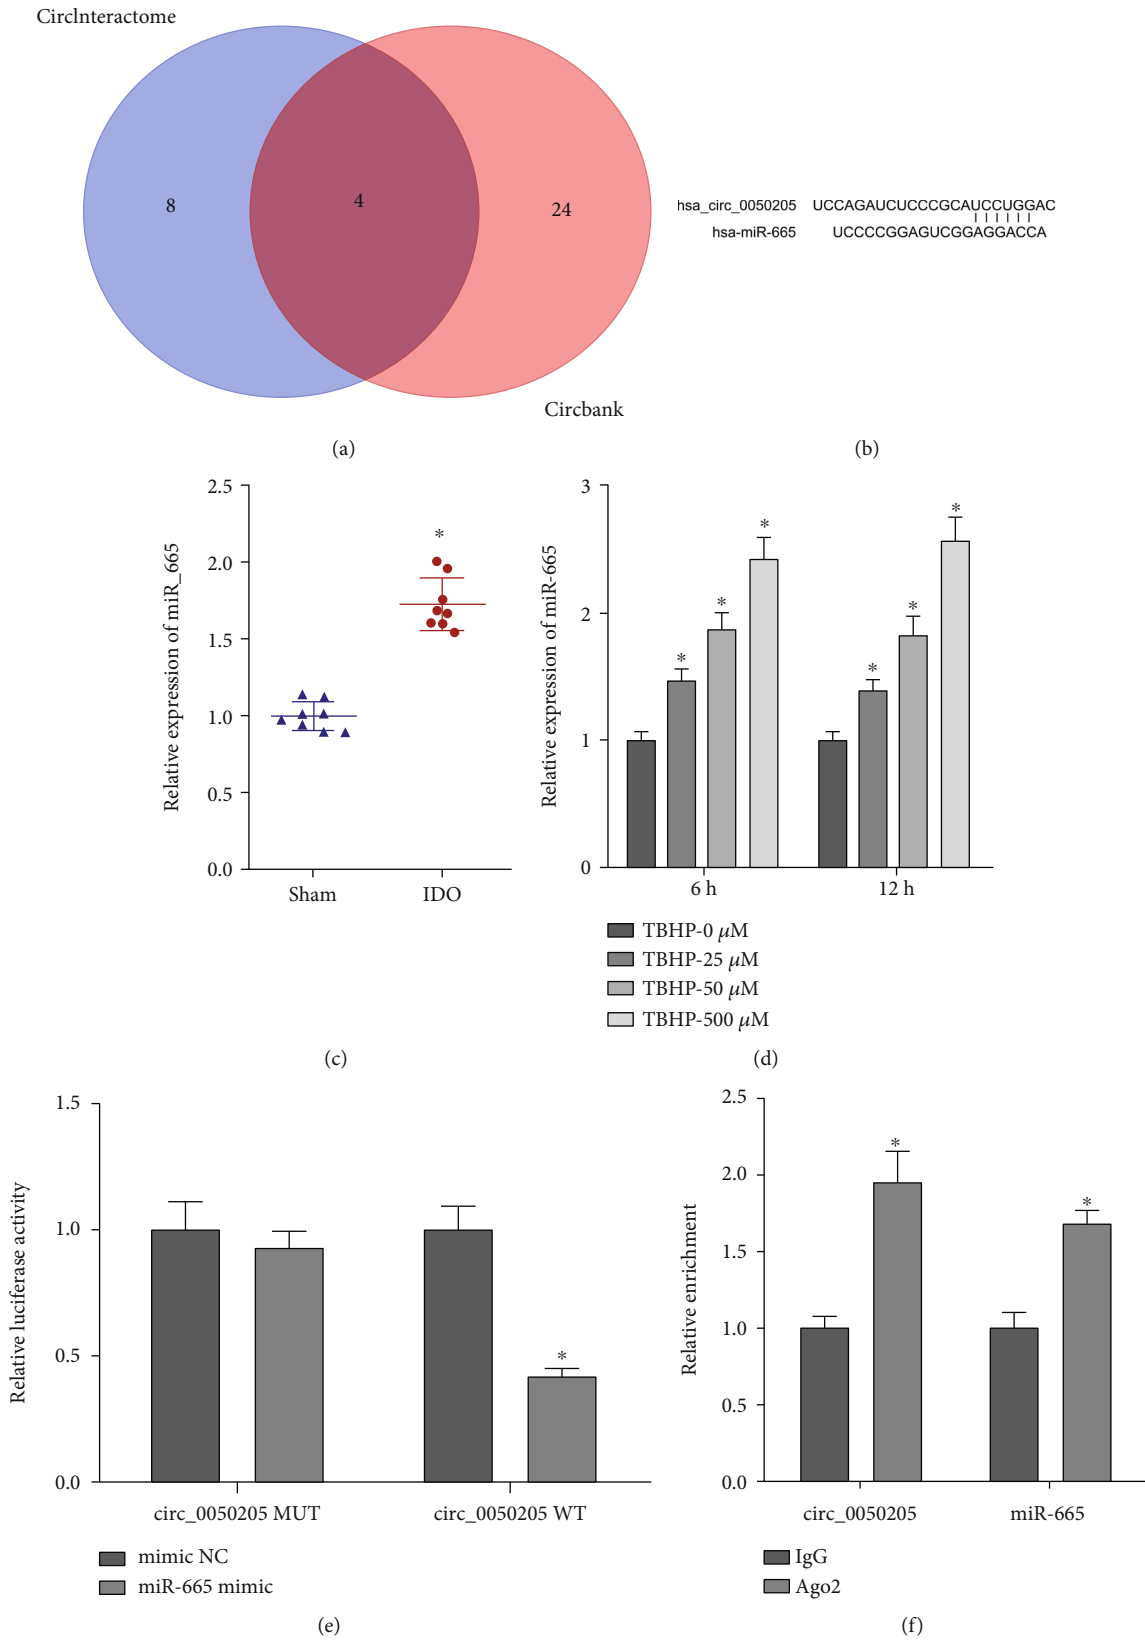 CircInteractome
8
4
24
Circbank
(a)
hsa_circ_0050205 UCCAGAUCUCCCGCAUCCUGGAC
hsa-miR-665 UCCCCGGAGUCGGAGGACCA
(b)
Relative expression of miR_665
2.5
2.0
1.5
1.0
0.5
0.0
*
Sham
IDO
(c)
Relative expression of miR-665
3
2
1
0
* * * * * *
6 h
12 h
TBHP-0 μM
TBHP-25 μM
TBHP-50 μM
TBHP-500 μM
(d)
Relative luciferase activity
1.5
1.0
0.5
0.0
*
circ_0050205 MUT
circ_0050205 WT
mimic NC
miR-665 mimic
(e)
Relative enrichment
2.5
2.0
1.5
1.0
0.5
0.0
* *
circ_0050205
miR-665
IgG
Ago2
(f)